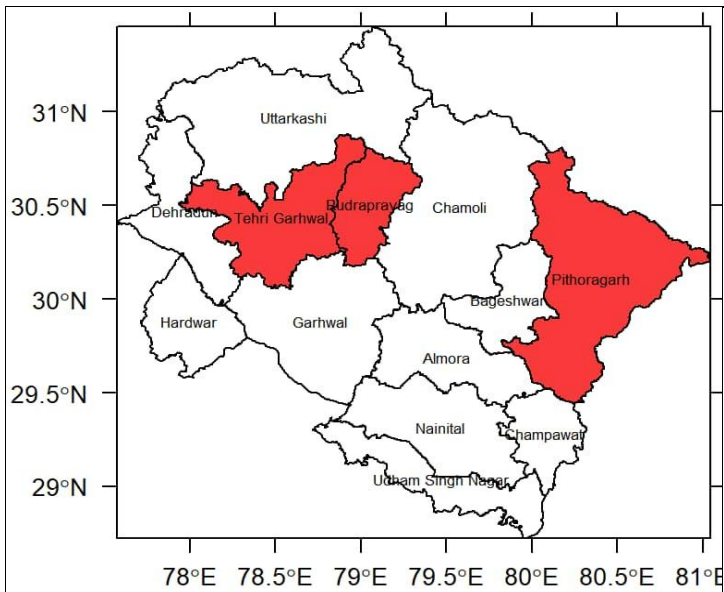 31°N
30.5°N
30°N
29.5°N
29°N
Uttarkashi
Dehradun
Tehri Garhwal
Rudraprayag
Chamoli
Pithoragarh
Bageshwar
Hardwar
Garhwal
Almora
Nainital
Champawat
Udham Singh Nagar
78°E 78.5°E 79°E 79.5°E 80°E 80.5°E 81°E